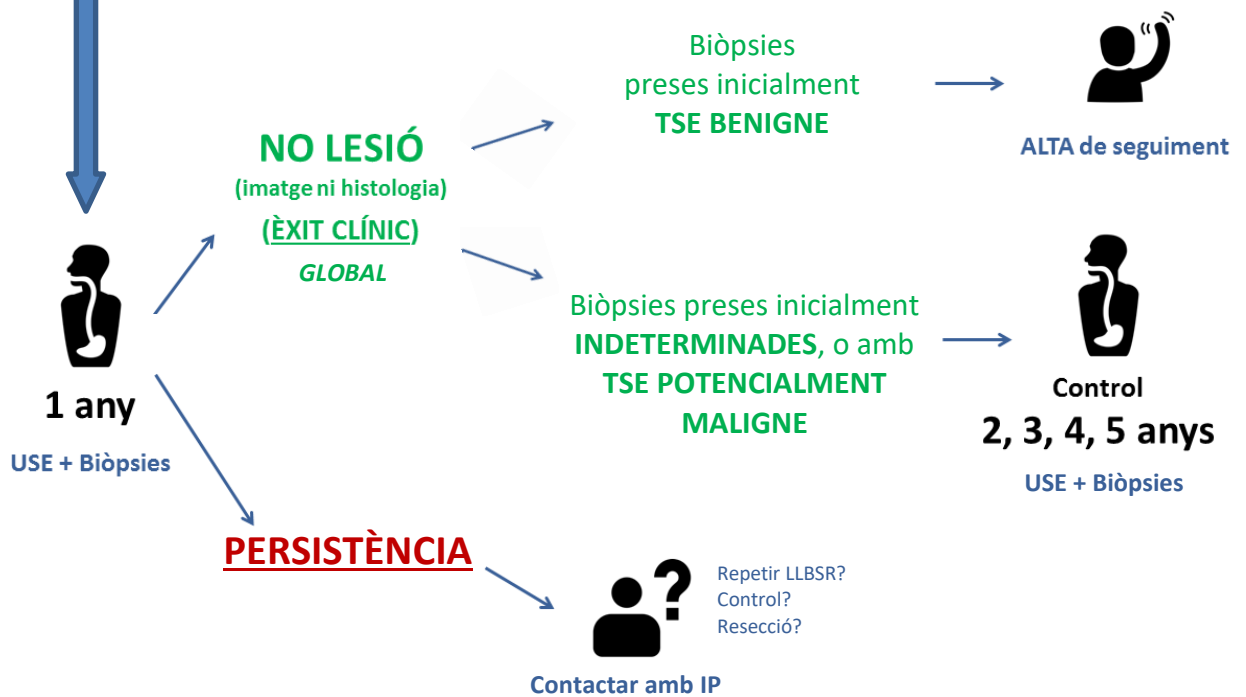 Biòpsies
preses inicialment
TSE BENIGNE
ALTA de seguiment
NO LESIÓ
(imatge ni histologia)
(ÈXIT CLÍNIC)
GLOBAL
Biòpsies preses inicialment
INDETERMINADES, o amb
TSE POTENCIALMENT
MALIGNE
Control
2, 3, 4, 5 anys
USE + Biòpsies
1 any
USE + Biòpsies
PERSISTÈNCIA
?
Repetir LLBSR?
Control?
Resecció?
Contactar amb IP